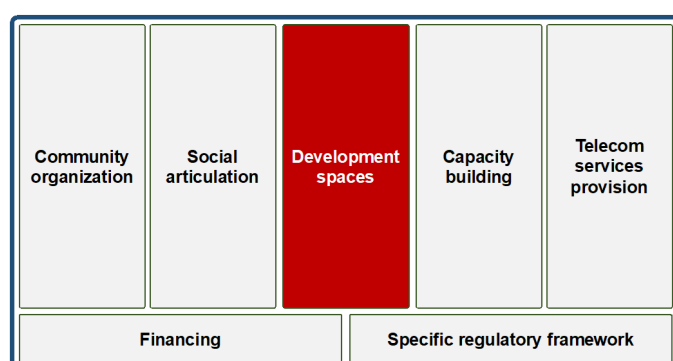 Community
organization
Social
articulation
Development
spaces
Capacity
building
Telecom
services
provision
Financing
Specific regulatory framework